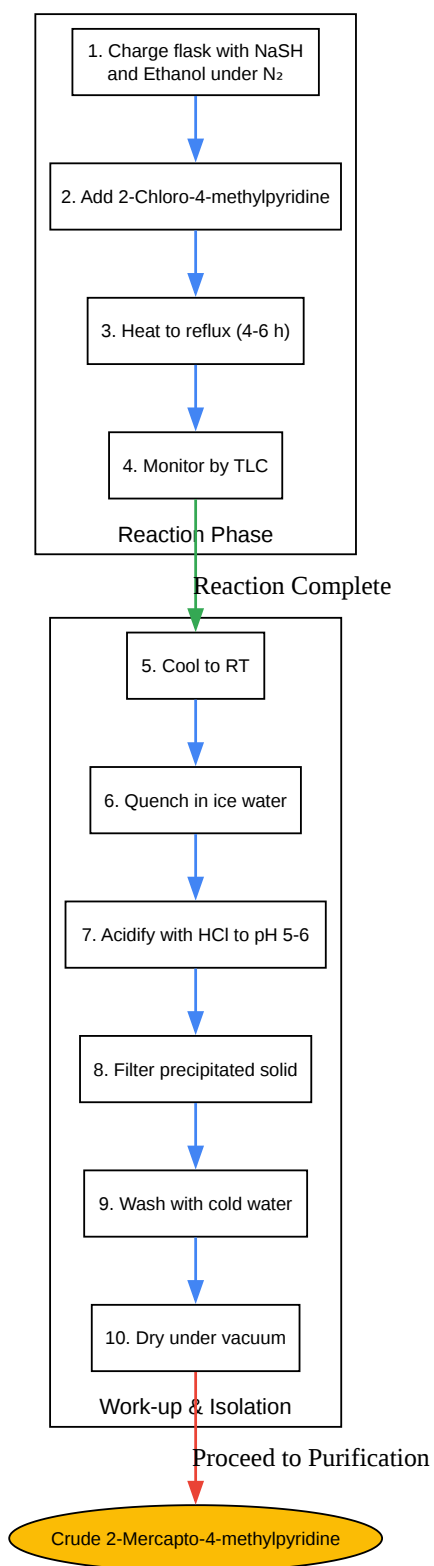 1. Charge flask with NaSH
and Ethanol under N₂
2. Add 2-Chloro-4-methylpyridine
3. Heat to reflux (4-6 h)
4. Monitor by TLC
Reaction Phase
Reaction Complete
5. Cool to RT
6. Quench in ice water
7. Acidify with HCl to pH 5-6
8. Filter precipitated solid
9. Wash with cold water
10. Dry under vacuum
Work-up & Isolation
Proceed to Purification
Crude 2-Mercapto-4-methylpyridine